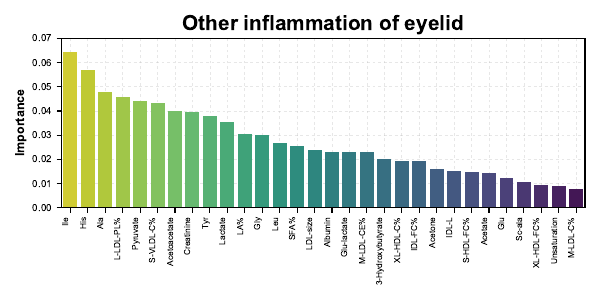 Other inflammation of eyelid
Importance
0.07
0.06
0.05
0.04
0.03
0.02
0.01
0.00
Ile
His
Ala
L-LDL-PL%
Pyruvate
S-VLDL-C%
Acetoacetate
Creatinine
Tyr
Lactate
LA%
Gly
Leu
SFA%
LDL-size
Albumin
Glu-lactate
M-LDL-CE%
3-Hydroxybutyrate
XL-HDL-C%
IDL-FC%
Acetone
IDL-L
S-HDL-FC%
Acetate
Glu
Sc-ala
XL-HDL-FC%
Unsaturation
M-LDL-C%